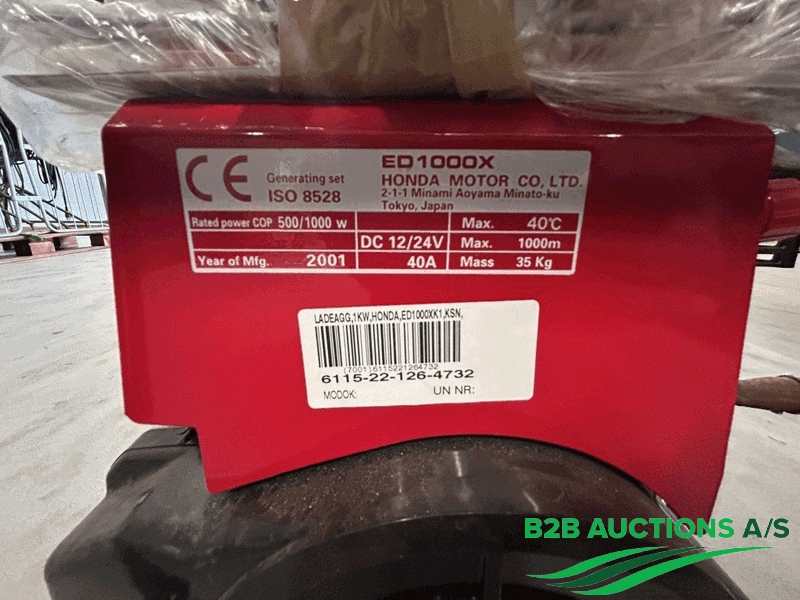 CE
Generating set
ISO 8528
ED1000X
HONDA MOTOR CO, LTD.
2-1-1 Minami Aoyama Minato-ku
Tokyo, Japan
Rated power COP 500/1000 w
Max. 40℃
DC 12/24V
Max. 1000m
Year of Mfg. 2001
40A
Mass 35 Kg
LADEAGG,1KW,HONDA,ED1000XK1,KSN,
(7001)6115221264732
6115-22-126-4732
MODOK: UN NR:
B2B AUCTIONS A/S